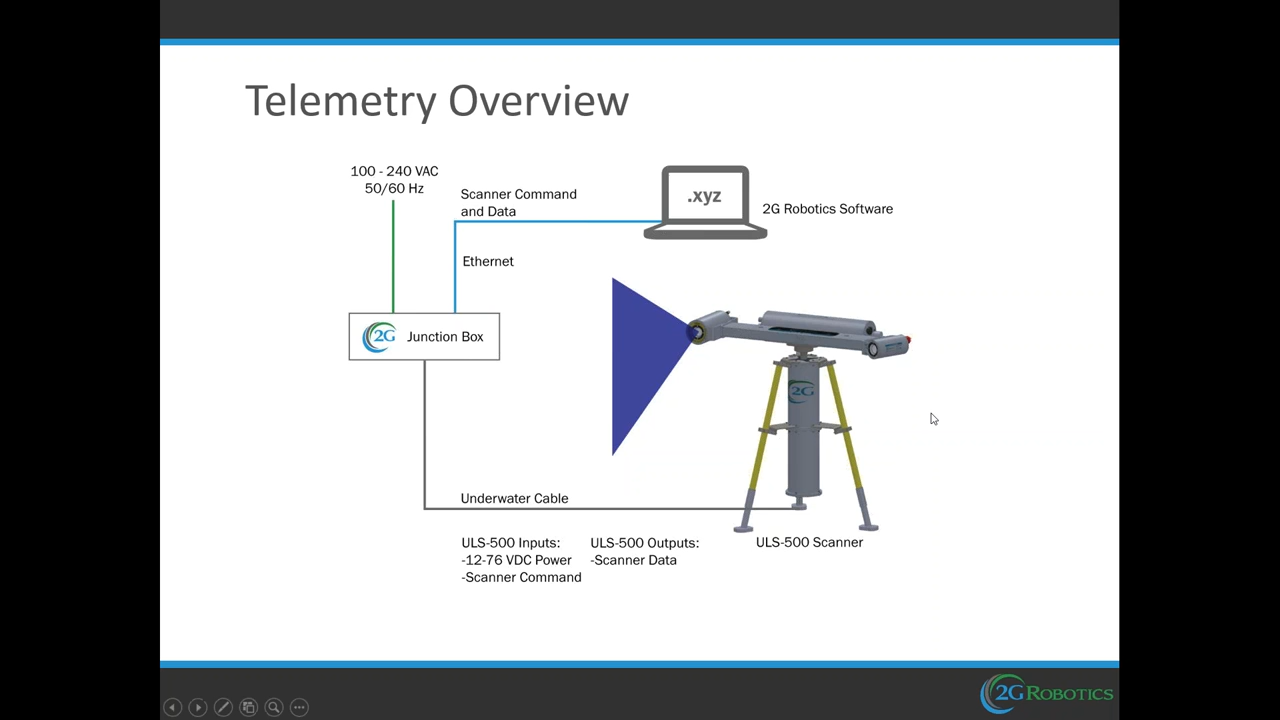 Telemetry Overview
100 - 240 VAC
50/60 Hz
Scanner Command
and Data
.xyz
2G Robotics Software
Ethernet
2G Junction Box
2G
Underwater Cable
ULS-500 Inputs:
-12-76 VDC Power
-Scanner Command
ULS-500 Outputs:
-Scanner Data
ULS-500 Scanner
2G ROBOTICS